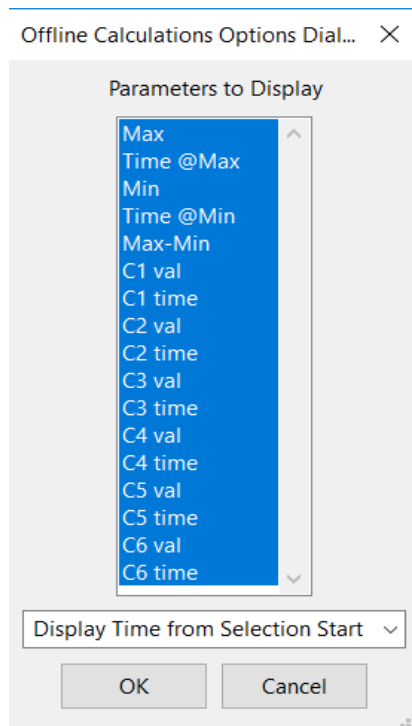 Offline Calculations Options Dial...
Parameters to Display
Max
Time @Max
Min
Time @Min
Max-Min
C1 val
C1 time
C2 val
C2 time
C3 val
C3 time
C4 val
C4 time
C5 val
C5 time
C6 val
C6 time
Display Time from Selection Start
OK Cancel